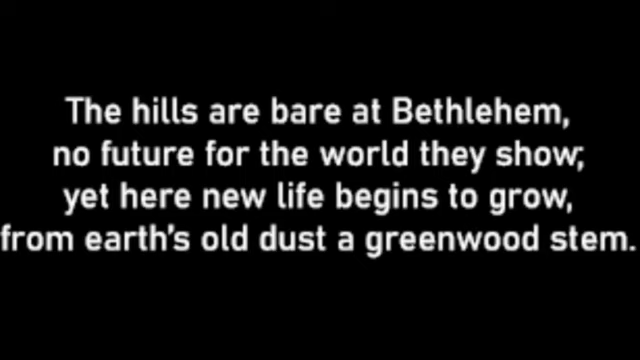 The hills are bare at Bethlehem,
no future for the world they show;
yet here new life begins to grow,
from earth's old dust a greenwood stem.